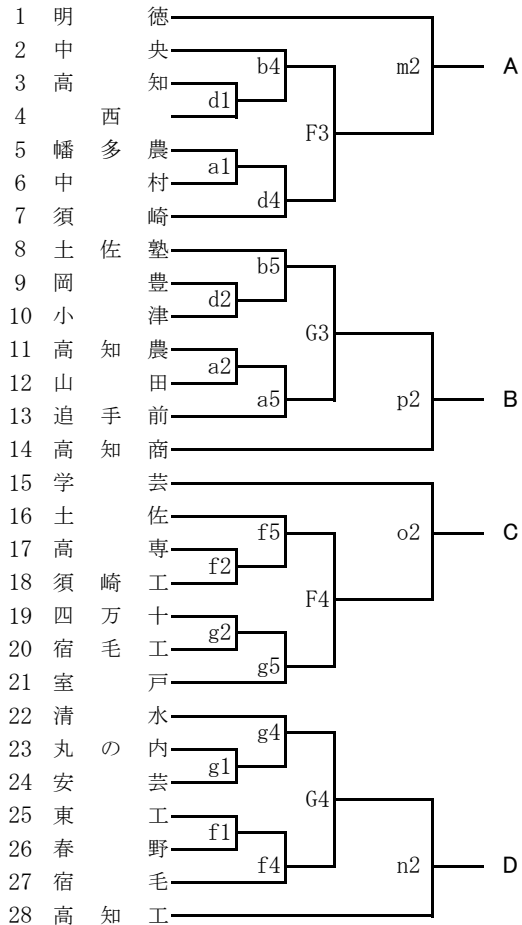 1 明徳
m2 A
2 中央
b4
3 高知
d1
4 西
F3
5 幡多農
a1
6 中村
d4
7 須崎
8 土佐塾
b5
9 岡豊
d2
10 小津
G3
11 高知農
a2
12 山田
a5
13 追手前
p2 B
14 高知商
15 学芸
16 土佐
f5
o2 C
17 高専
f2
18 須崎工
F4
19 四万十
g2
20 宿毛工
g5
21 室戸
22 清水
g4
23 丸の内
g1
24 安芸
G4
25 東工
f1
26 春野
f4
27 宿毛
n2 D
28 高知工